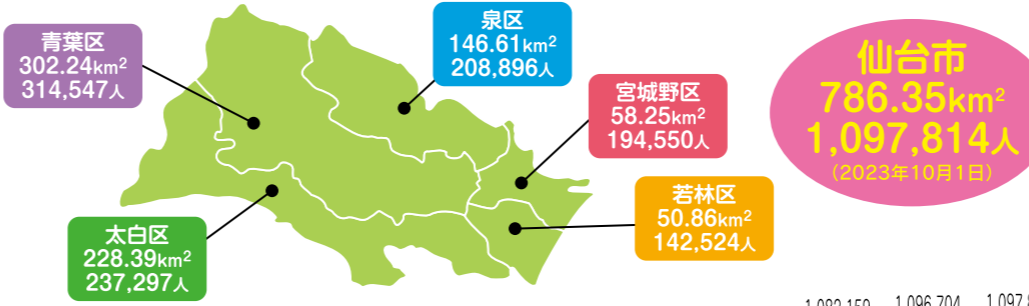 青葉区
302.24km²
314,547人
泉区
146.61km²
208,896人
宮城野区
58.25km²
194,550人
若林区
50.86km²
142,524人
太白区
228.39km²
237,297人
仙台市
786.35km²
1,097,814人
(2023年10月1日)
1,096,704